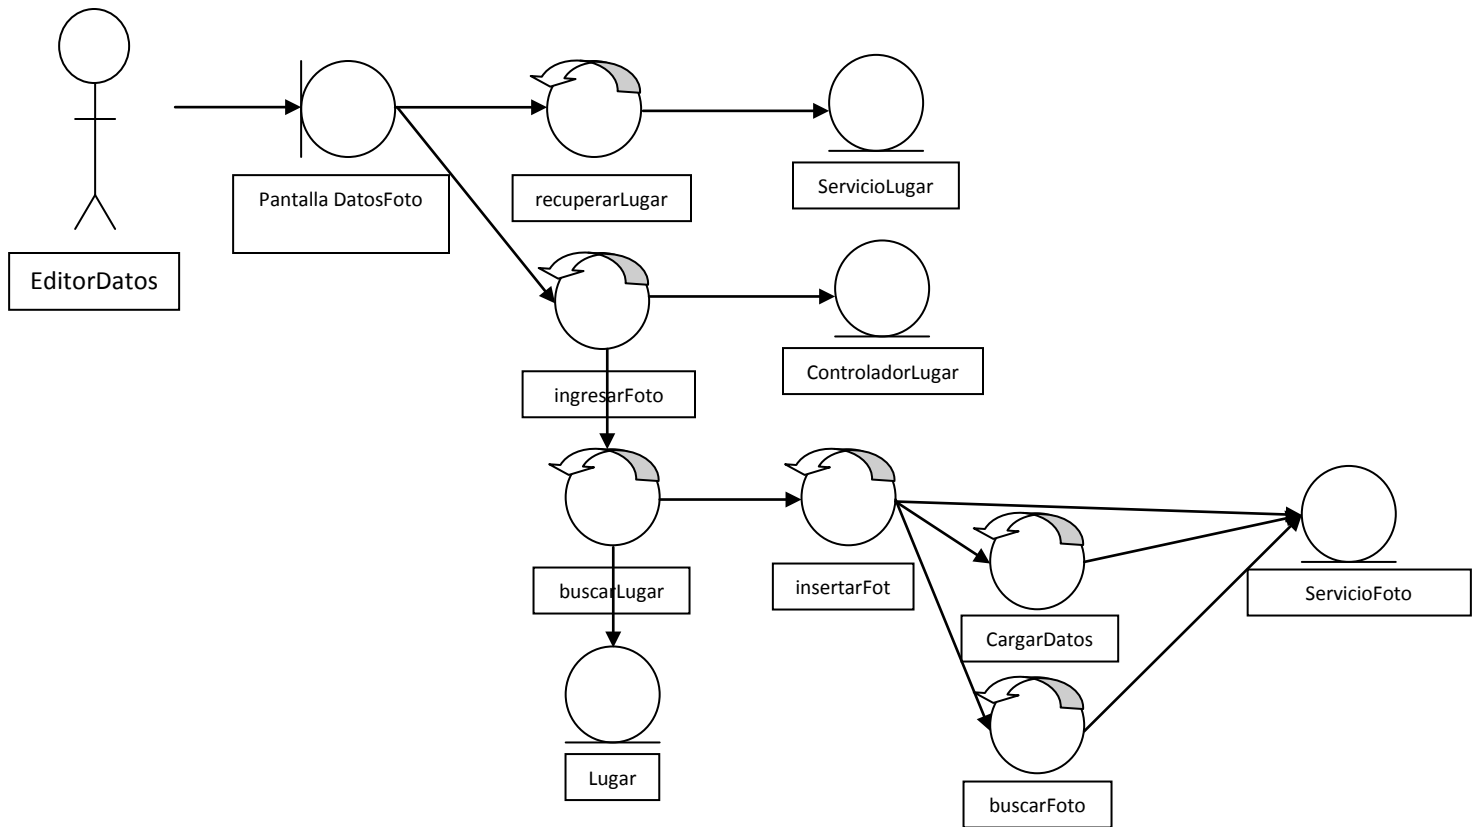 Pantalla DatosFoto
recuperarLugar
ServicioLugar
EditorDatos
ingresarFoto
ControladorLugar
buscarLugar
insertarFot
CargarDatos
ServicioFoto
Lugar
buscarFoto